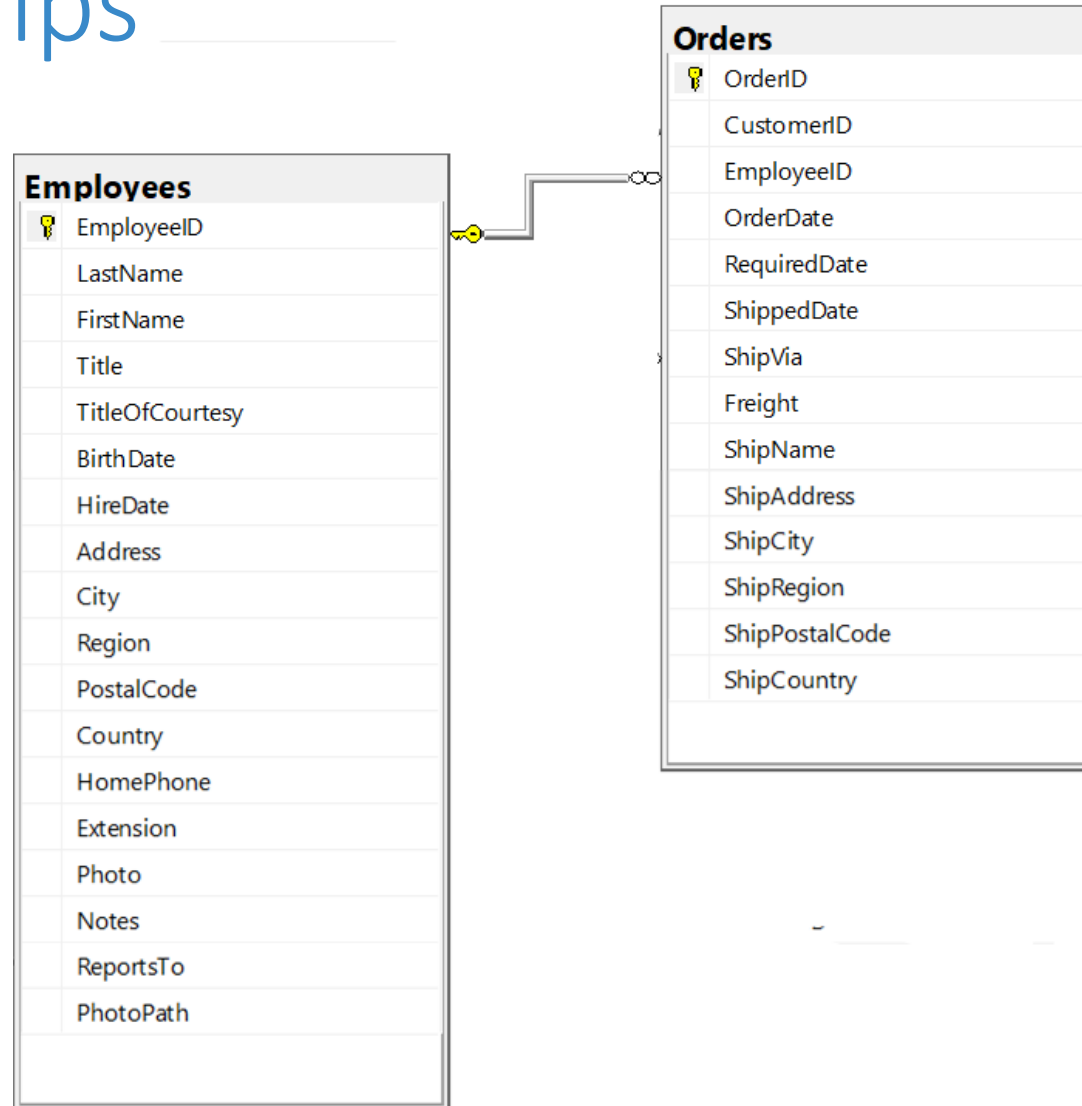 ips
Employees
EmployeeID
LastName
FirstName
Title
TitleOfCourtesy
BirthDate
HireDate
Address
City
Region
PostalCode
Country
HomePhone
Extension
Photo
Notes
ReportsTo
PhotoPath
Orders
OrderID
CustomerID
EmployeeID
OrderDate
RequiredDate
ShippedDate
ShipVia
Freight
ShipName
ShipAddress
ShipCity
ShipRegion
ShipPostalCode
ShipCountry